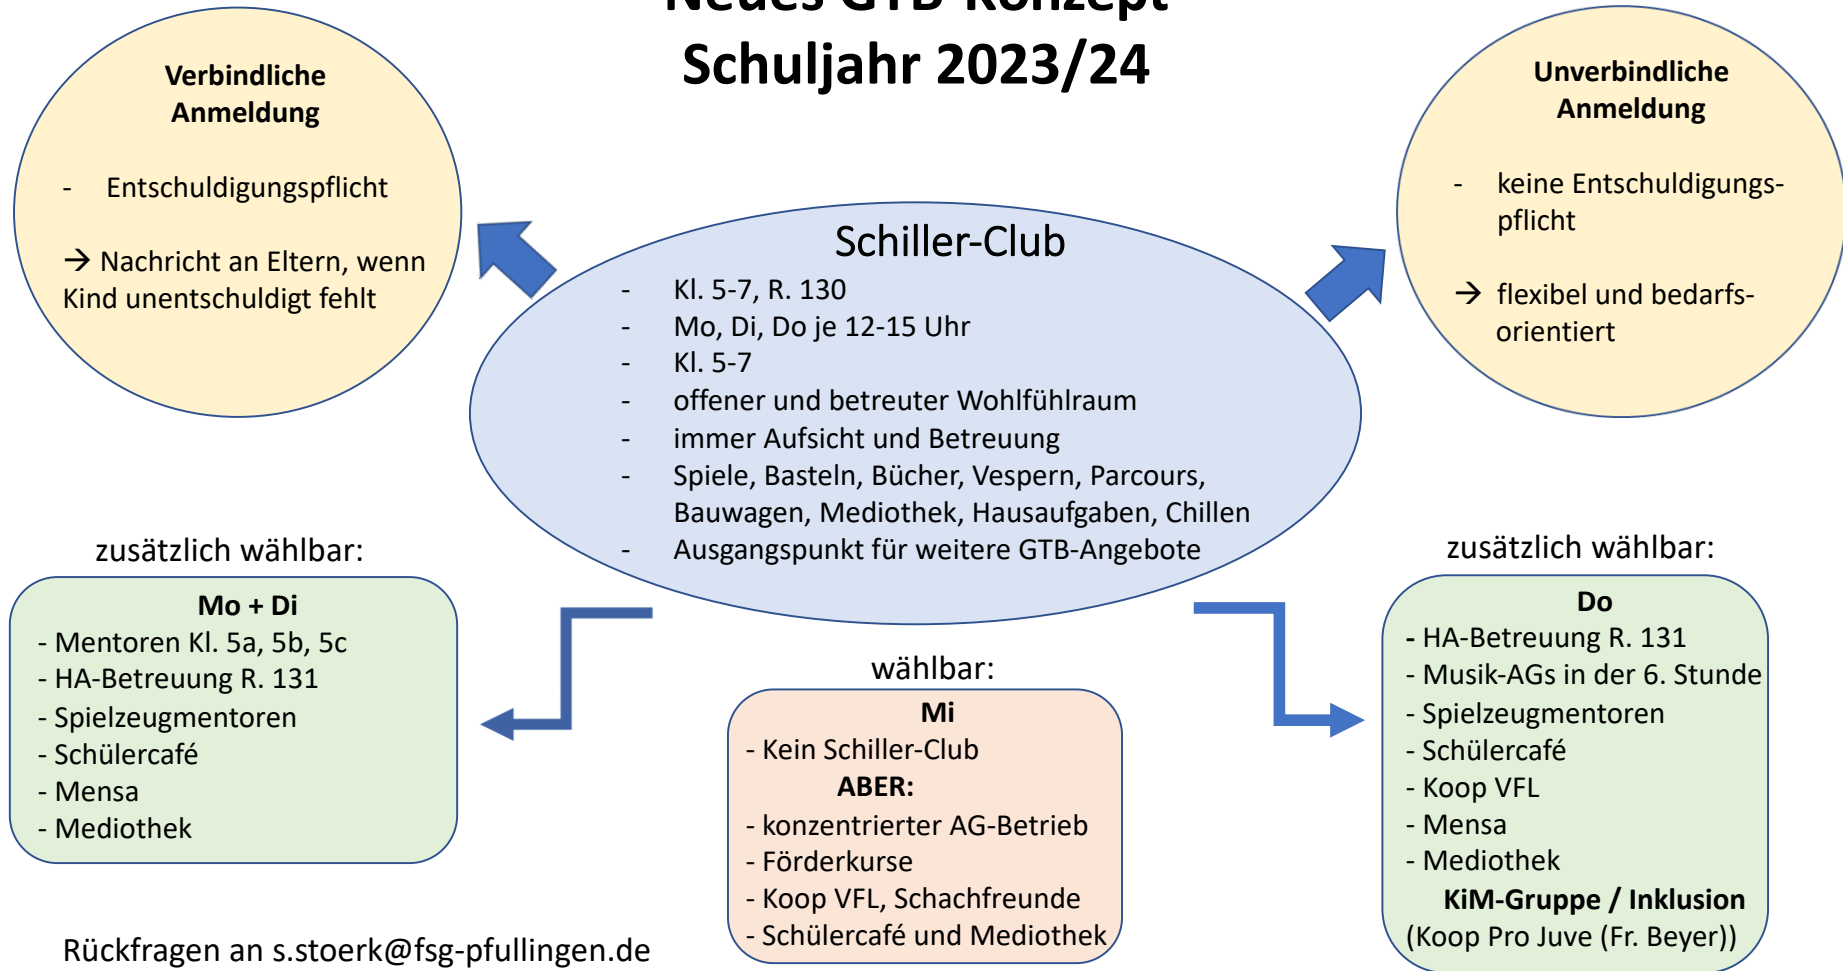 Neues GTB-Konzept
Schuljahr 2023/24
Verbindliche
Anmeldung
- Entschuldigungspflicht
→ Nachricht an Eltern, wenn
Kind unentschuldigt fehlt
Unverbindliche
Anmeldung
- keine Entschuldigungs-
pflicht
→ flexibel und bedarfs-
orientiert
Schiller-Club
- Kl. 5-7, R. 130
- Mo, Di, Do je 12-15 Uhr
- Kl. 5-7
- offener und betreuter Wohlfühlraum
- immer Aufsicht und Betreuung
- Spiele, Basteln, Bücher, Vespern, Parcours,
Bauwagen, Mediothek, Hausaufgaben, Chillen
- Ausgangspunkt für weitere GTB-Angebote
zusätzlich wählbar:
Mo + Di
- Mentoren Kl. 5a, 5b, 5c
- HA-Betreuung R. 131
- Spielzeugmentoren
- Schülercafé
- Mensa
- Mediothek
wählbar:
Mi
- Kein Schiller-Club
ABER:
- konzentrierter AG-Betrieb
- Förderkurse
- Koop VFL, Schachfreunde
- Schülercafé und Mediothek
zusätzlich wählbar:
Do
- HA-Betreuung R. 131
- Musik-AGs in der 6. Stunde
- Spielzeugmentoren
- Schülercafé
- Koop VFL
- Mensa
- Mediothek
KiM-Gruppe / Inklusion
(Koop Pro Juve (Fr. Beyer))
Rückfragen an s.stoerk@fsg-pfullingen.de